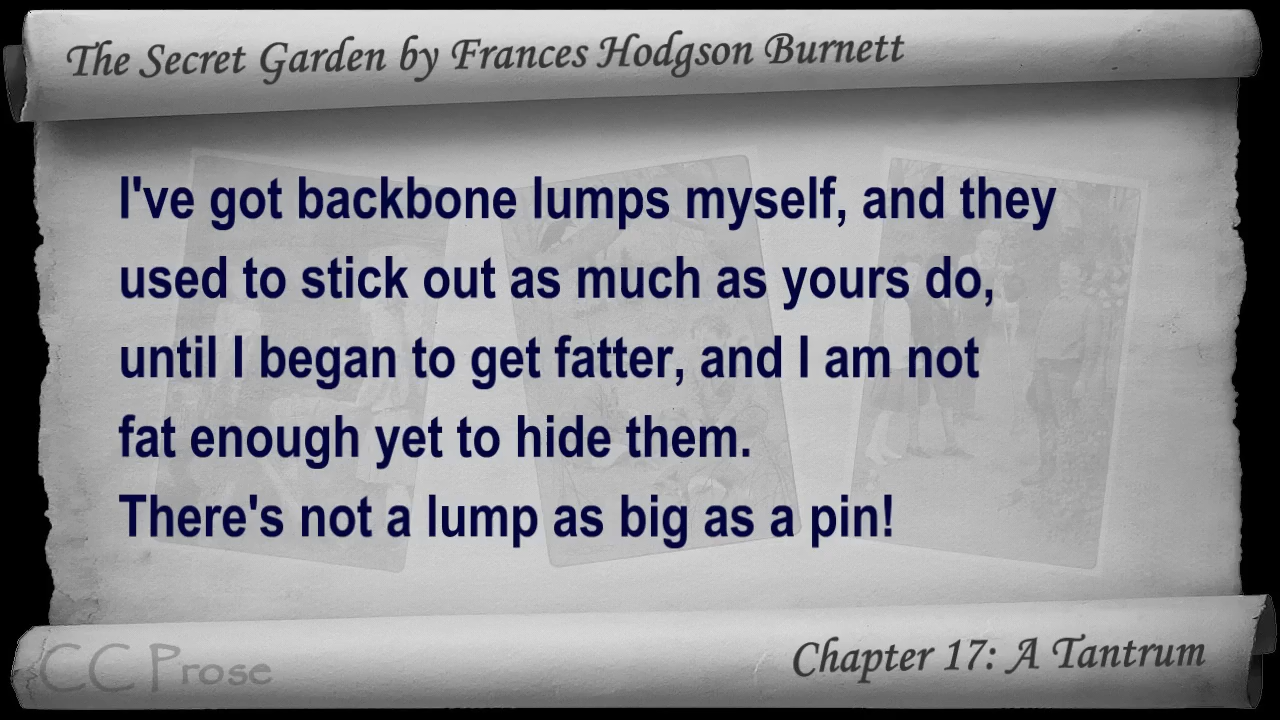 The Secret Garden by Frances Hodgson Burnett
I've got backbone lumps myself, and they
used to stick out as much as yours do,
until I began to get fatter, and I am not
fat enough yet to hide them.
There's not a lump as big as a pin!
CC Prose
Chapter 17: A Tantrum